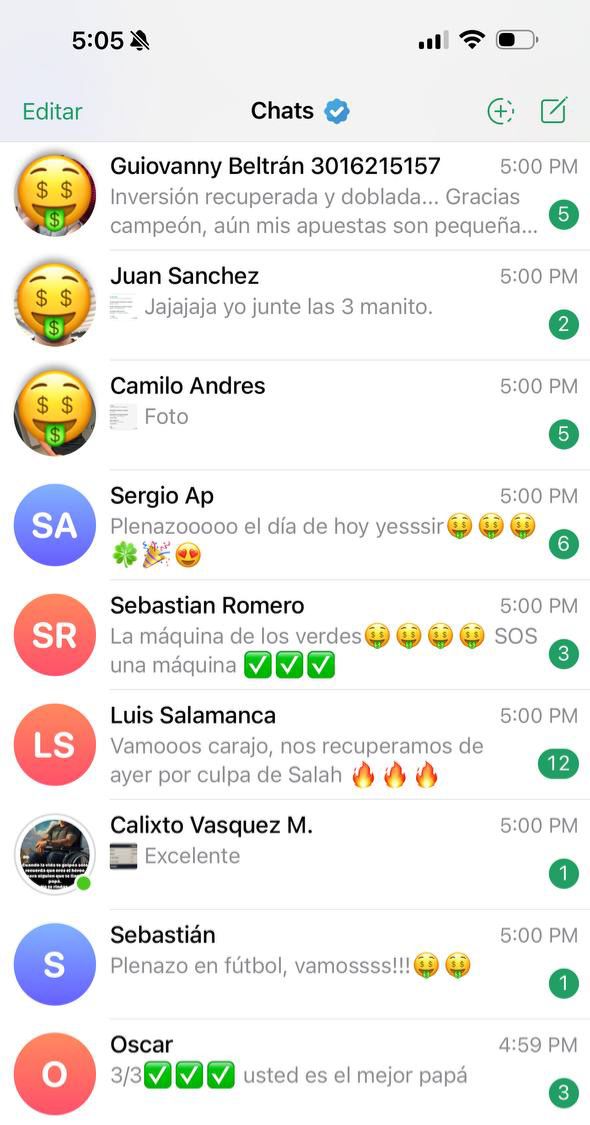 5:05
Editar
Chats
Guiovanny Beltrán 3016215157
5:00 PM
Inversión recuperada y doblada... Gracias
campeón, aún mis apuestas son pequeña...
5
Juan Sanchez
5:00 PM
Jajajaja yo junte las 3 manito.
2
Camilo Andres
5:00 PM
Foto
5
SA
Sergio Ap
5:00 PM
Plenazooooo el día de hoy yesssir🤑🤑🤑
🍀🎉😍
6
SR
Sebastian Romero
5:00 PM
La máquina de los verdes🤑🤑🤑🤑 SOS
una máquina ✅✅✅
3
LS
Luis Salamanca
5:00 PM
Vamooos carajo, nos recuperamos de
ayer por culpa de Salah 🔥🔥🔥
12
Calixto Vasquez M.
5:00 PM
Excelente
1
S
Sebastián
5:00 PM
Plenazo en fútbol, vamossss!!!🤑🤑
1
O
Oscar
4:59 PM
3/3✅✅✅ usted es el mejor papá
3